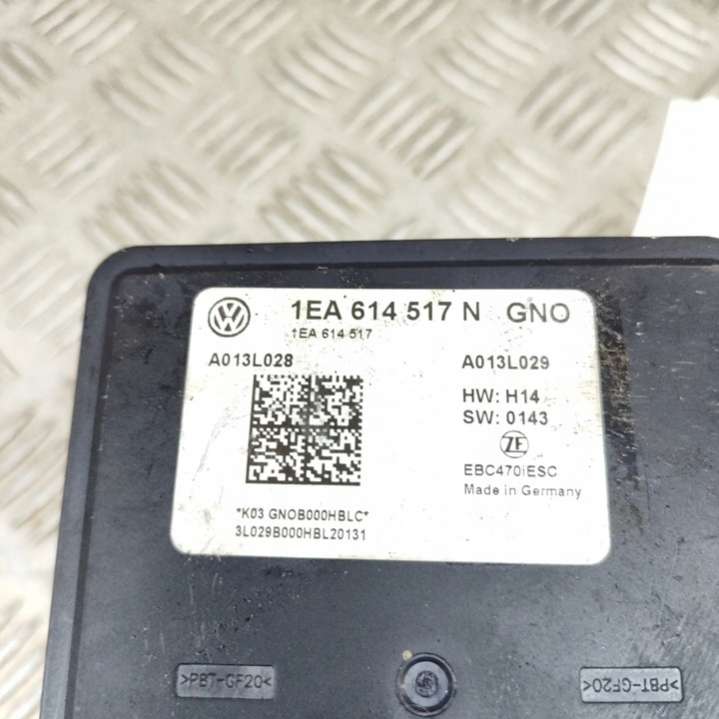 1EA 614 517 N GNO
1EA 614 517
A013L028 A013L029
HW: H14
SW: 0143
ZF
EBC470iESC
Made in Germany
*K03 GNOB000HBLC*
3L029B000HBL20131
>PBT-GF20<
>PBT-GF20<